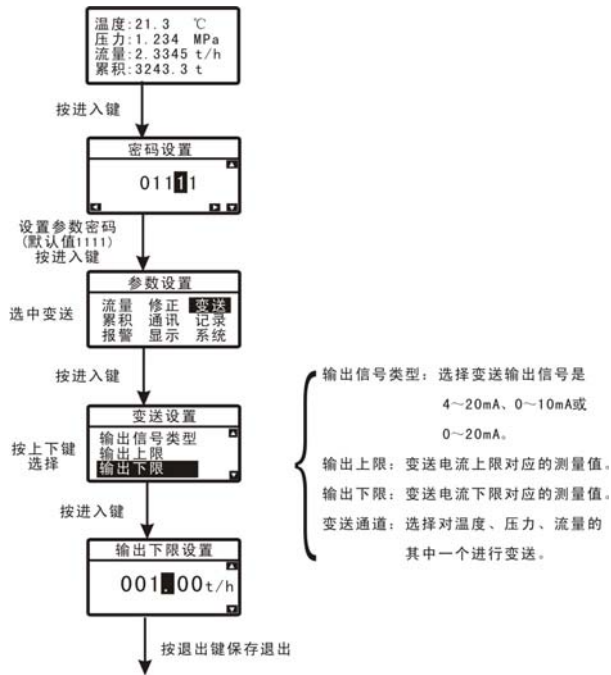 温度:21.3 ℃
压力:1.234 MPa
流量:2.3345 t/h
累积:3243.3 t
按进入键
密码设置
01111
设置参数密码
(默认值1111)
按进入键
参数设置
流量 修正 变送
累积 通讯 记录
报警 显示 系统
选中变送
按进入键
变送设置
输出信号类型
输出上限
输出下限
按上下键
选择
输出信号类型：选择变送输出信号是
4～20mA、0～10mA或
0～20mA。
输出上限：变送电流上限对应的测量值。
输出下限：变送电流下限对应的测量值。
变送通道：选择对温度、压力、流量的
其中一个进行变送。
按进入键
输出下限设置
001.00t/h
按退出键保存退出